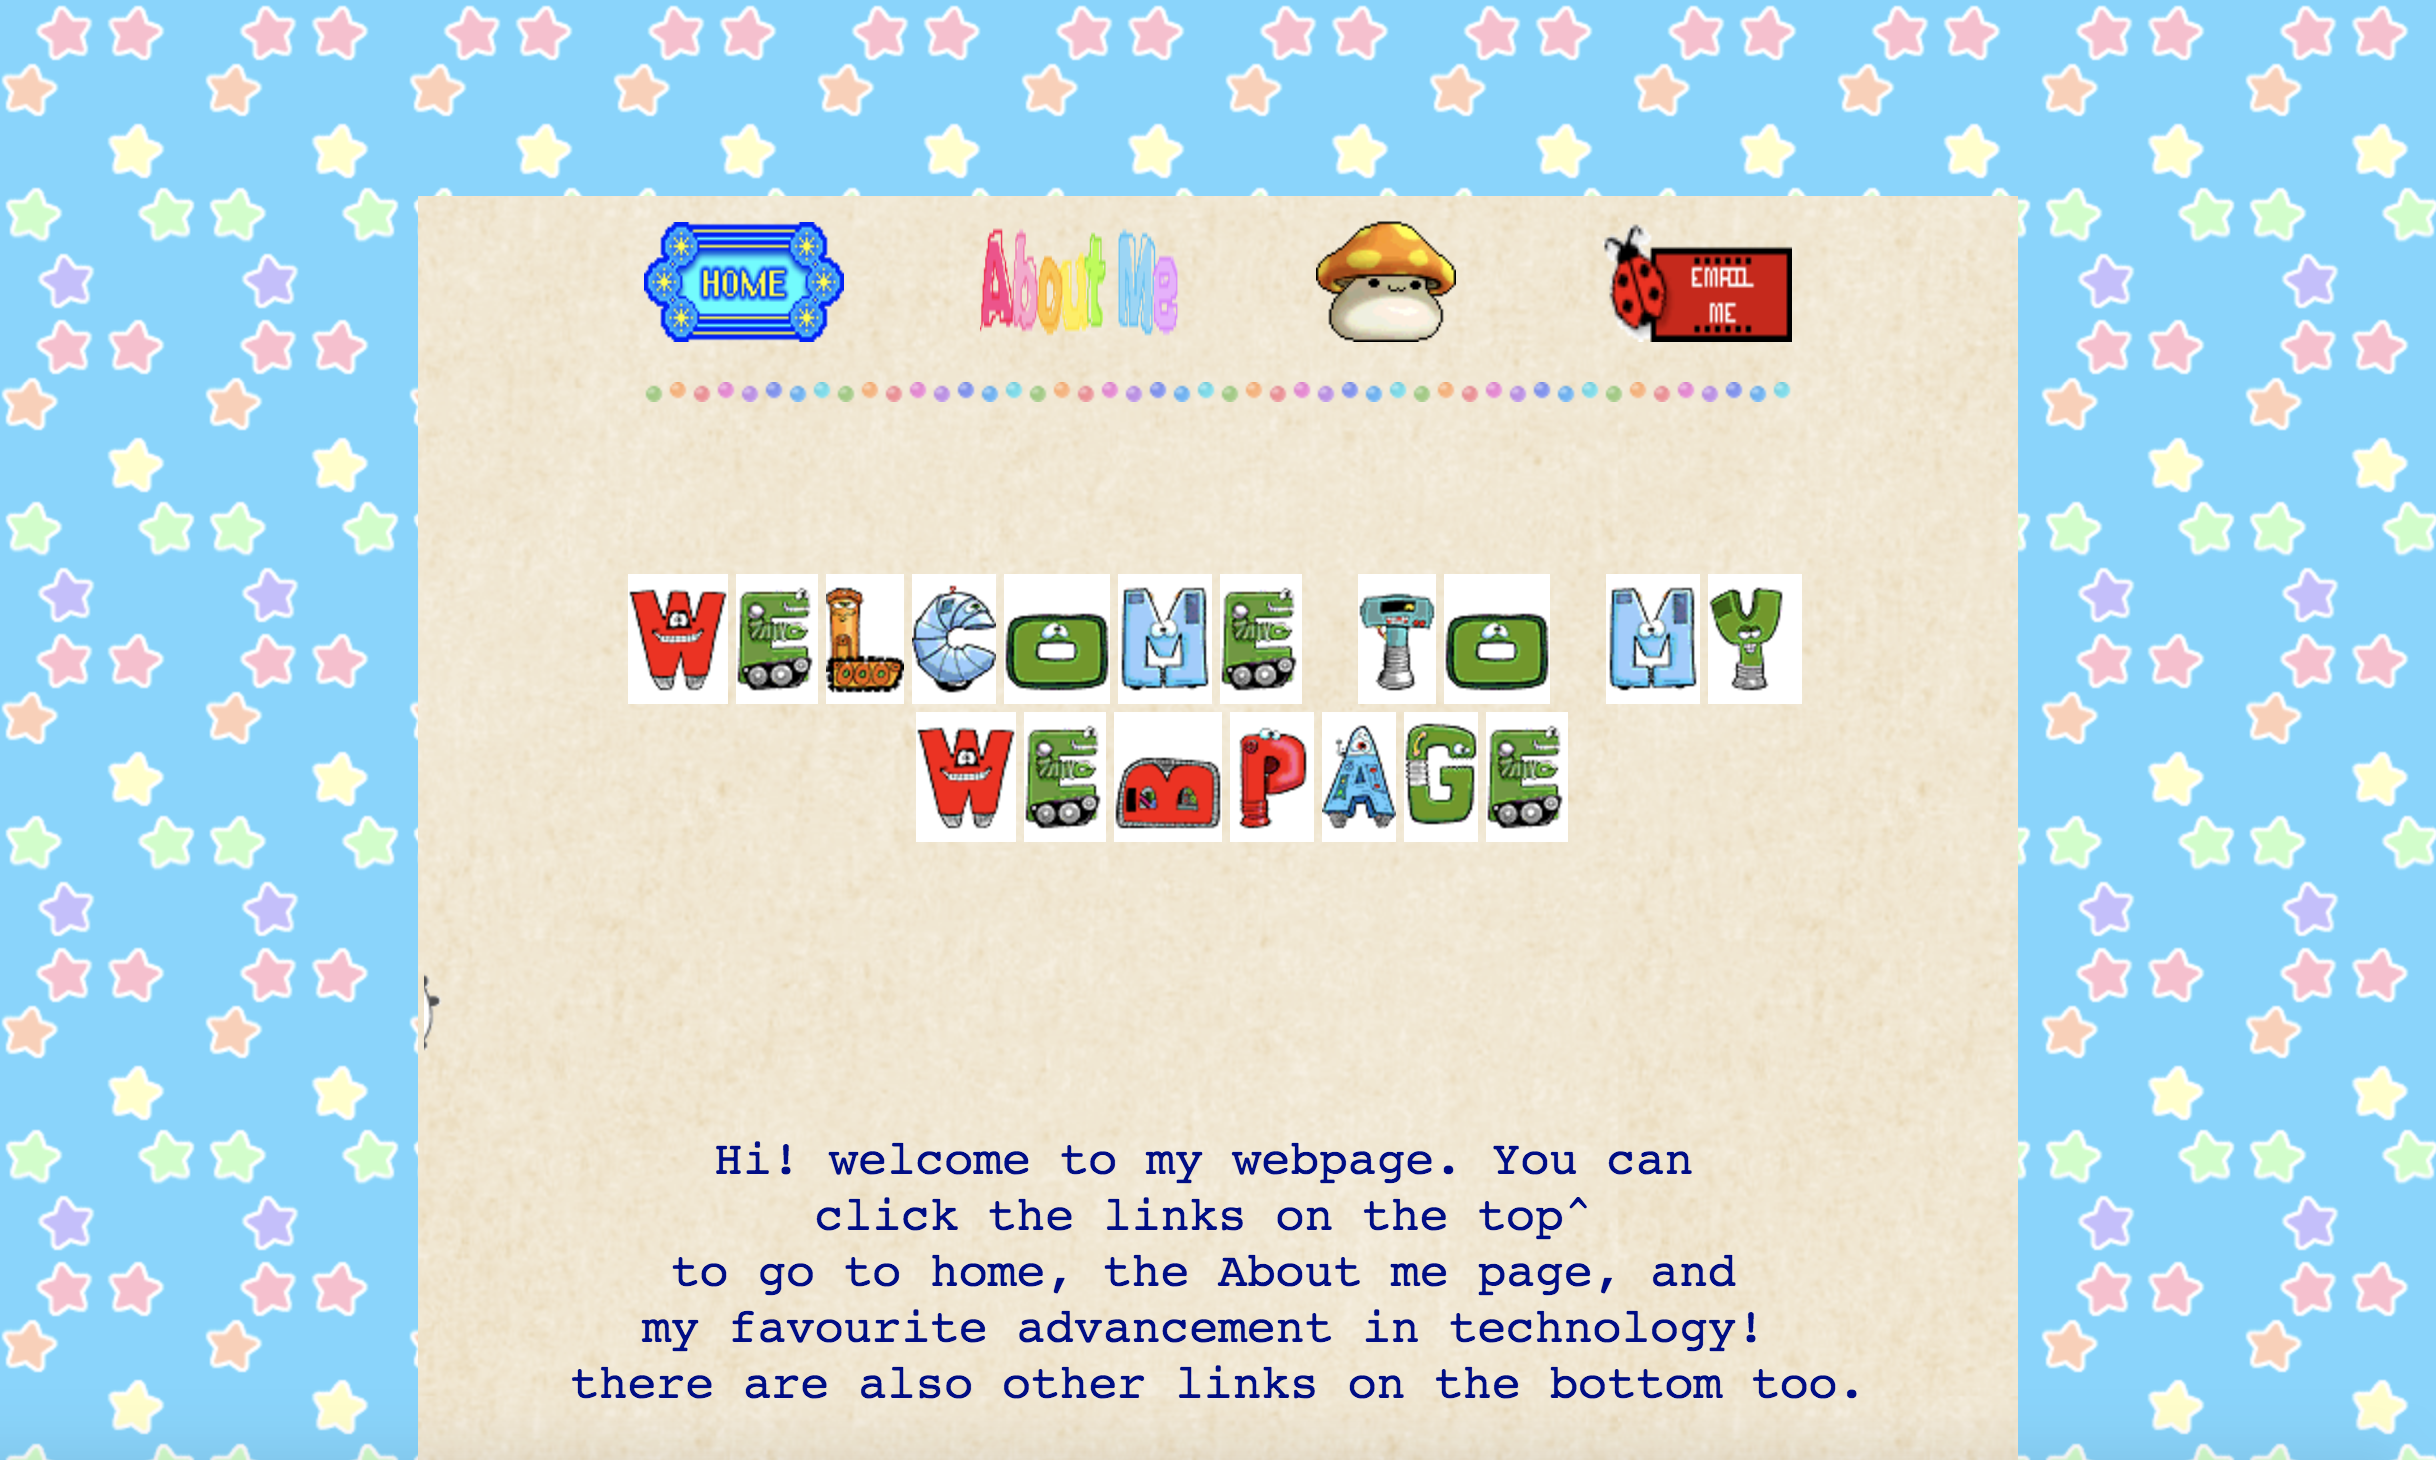 HOME
About Me
EMAIL
ME
WELCOME TO MY
WEBPAGE
Hi! welcome to my webpage. You can
click the links on the top^
to go to home, the About me page, and
my favourite advancement in technology!
there are also other links on the bottom too.